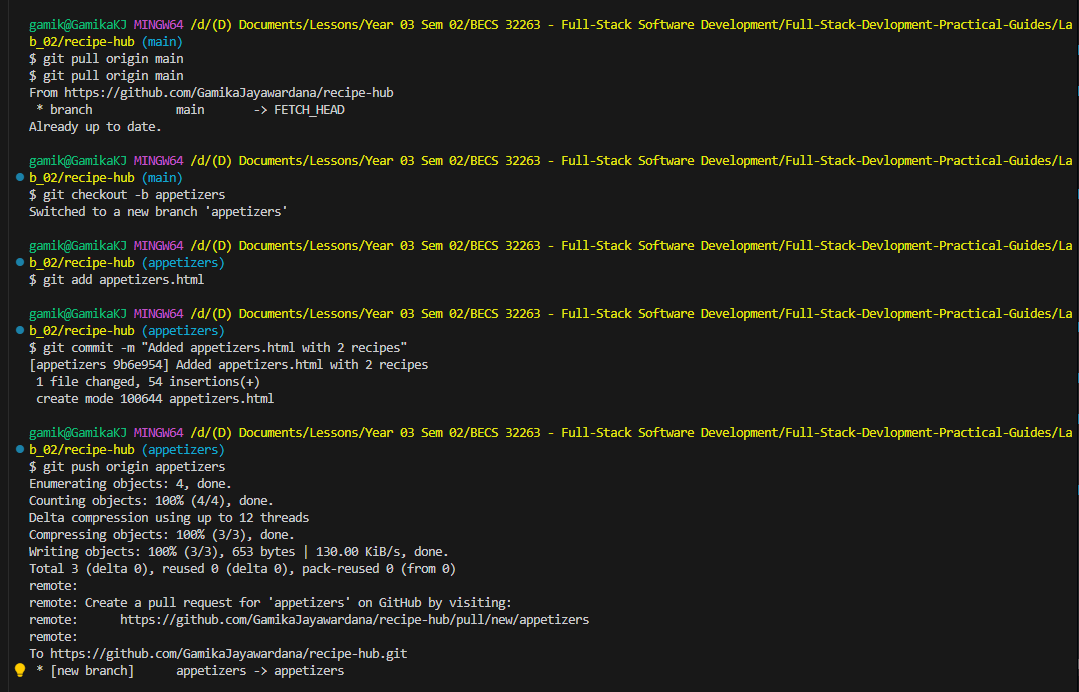 gamik@GamikaKJ MINGW64 /d/(D) Documents/Lessons/Year 03 Sem 02/BECS 32263 - Full-Stack Software Development/Full-Stack-Devlopment-Practical-Guides/La
b_02/recipe-hub (main)
$ git pull origin main
$ git pull origin main
From https://github.com/GamikaJayawardana/recipe-hub
 * branch            main       -> FETCH_HEAD
Already up to date.

gamik@GamikaKJ MINGW64 /d/(D) Documents/Lessons/Year 03 Sem 02/BECS 32263 - Full-Stack Software Development/Full-Stack-Devlopment-Practical-Guides/La
b_02/recipe-hub (main)
$ git checkout -b appetizers
Switched to a new branch 'appetizers'

gamik@GamikaKJ MINGW64 /d/(D) Documents/Lessons/Year 03 Sem 02/BECS 32263 - Full-Stack Software Development/Full-Stack-Devlopment-Practical-Guides/La
b_02/recipe-hub (appetizers)
$ git add appetizers.html

gamik@GamikaKJ MINGW64 /d/(D) Documents/Lessons/Year 03 Sem 02/BECS 32263 - Full-Stack Software Development/Full-Stack-Devlopment-Practical-Guides/La
b_02/recipe-hub (appetizers)
$ git commit -m "Added appetizers.html with 2 recipes"
[appetizers 9b6e954] Added appetizers.html with 2 recipes
 1 file changed, 54 insertions(+)
 create mode 100644 appetizers.html

gamik@GamikaKJ MINGW64 /d/(D) Documents/Lessons/Year 03 Sem 02/BECS 32263 - Full-Stack Software Development/Full-Stack-Devlopment-Practical-Guides/La
b_02/recipe-hub (appetizers)
$ git push origin appetizers
Enumerating objects: 4, done.
Counting objects: 100% (4/4), done.
Delta compression using up to 12 threads
Compressing objects: 100% (3/3), done.
Writing objects: 100% (3/3), 653 bytes | 130.00 KiB/s, done.
Total 3 (delta 0), reused 0 (delta 0), pack-reused 0 (from 0)
remote:
remote: Create a pull request for 'appetizers' on GitHub by visiting:
remote:      https://github.com/GamikaJayawardana/recipe-hub/pull/new/appetizers
remote:
To https://github.com/GamikaJayawardana/recipe-hub.git
 * [new branch]      appetizers -> appetizers